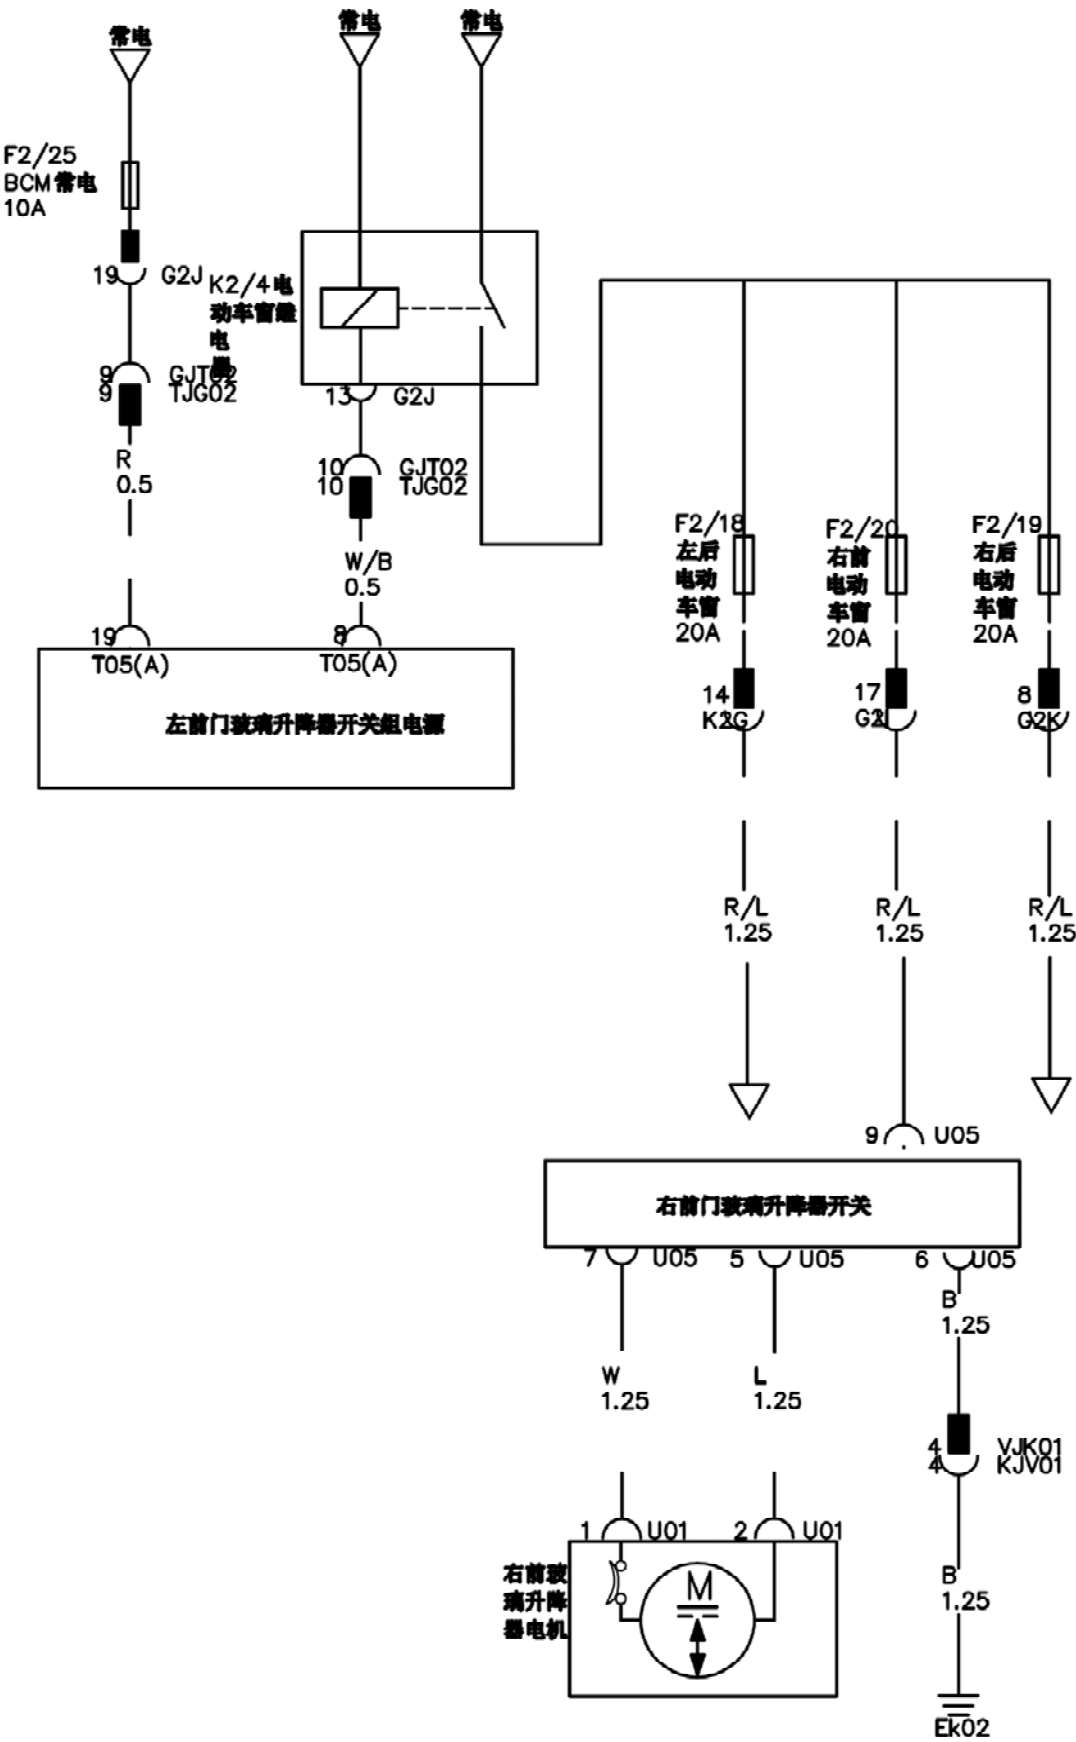 常电
常电
常电
F2/25
BCM常电
10A
19
G2J
K2/4电
动车窗继
电
器
9
GJT02
9
TJG02
13
G2J
R
0.5
10
GJT02
10
TJG02
W/B
0.5
19
T05(A)
8
T05(A)
左前门玻璃升降器开关组电源
F2/18
左后
电动
车窗
20A
F2/20
右前
电动
车窗
20A
F2/19
右后
电动
车窗
20A
14
17
8
G2K
R/L
1.25
R/L
1.25
R/L
1.25
9
U05
右前门玻璃升降器开关
7
U05
5
U05
6
U05
B
1.25
W
1.25
L
1.25
4
VJK01
4
KJV01
1
U01
2
U01
右前玻
璃升降
器电机
M
B
1.25
Ek02